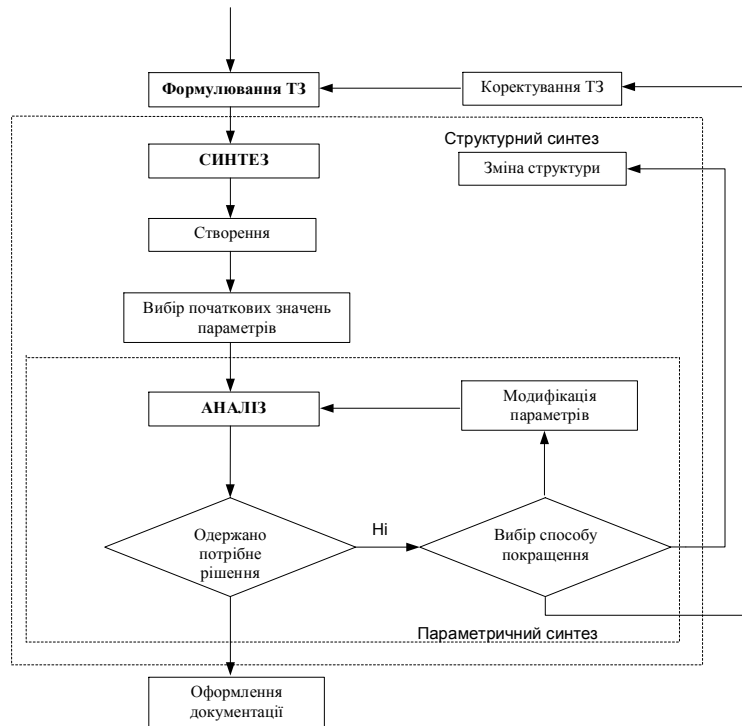 Формулювання ТЗ
Коректування ТЗ
Структурний синтез
СИНТЕЗ
Зміна структури
Створення
Вибір початкових значень
параметрів
АНАЛІЗ
Модифікація
параметрів
Одержано
потрібне
рішення
Ні
Вибір способу
покращення
Параметричний синтез
Оформлення
документації